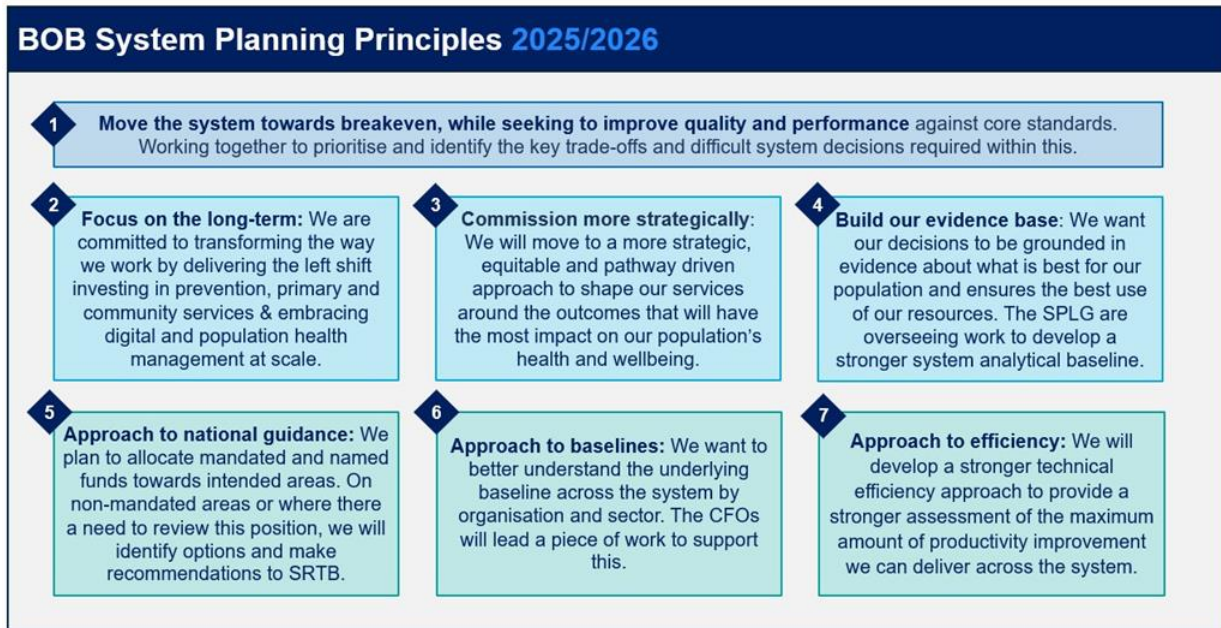 BOB System Planning Principles 2025/2026
1
Move the system towards breakeven, while seeking to improve quality and performance against core standards.
Working together to prioritise and identify the key trade-offs and difficult system decisions required within this.
2
Focus on the long-term: We are
committed to transforming the way
we work by delivering the left shift
investing in prevention, primary and
community services & embracing
digital and population health
management at scale.
3
Commission more strategically:
We will move to a more strategic,
equitable and pathway driven
approach to shape our services
around the outcomes that will have
the most impact on our population's
health and wellbeing.
4
Build our evidence base: We want
our decisions to be grounded in
evidence about what is best for our
population and ensures the best use
of our resources. The SPLG are
overseeing work to develop a
stronger system analytical baseline.
5
Approach to national guidance: We
plan to allocate mandated and named
funds towards intended areas. On
non-mandated areas or where there
a need to review this position, we will
identify options and make
recommendations to SRTB.
6
Approach to baselines: We want to
better understand the underlying
baseline across the system by
organisation and sector. The CFOs
will lead a piece of work to support
this.
7
Approach to efficiency: We will
develop a stronger technical
efficiency approach to provide a
stronger assessment of the maximum
amount of productivity improvement
we can deliver across the system.